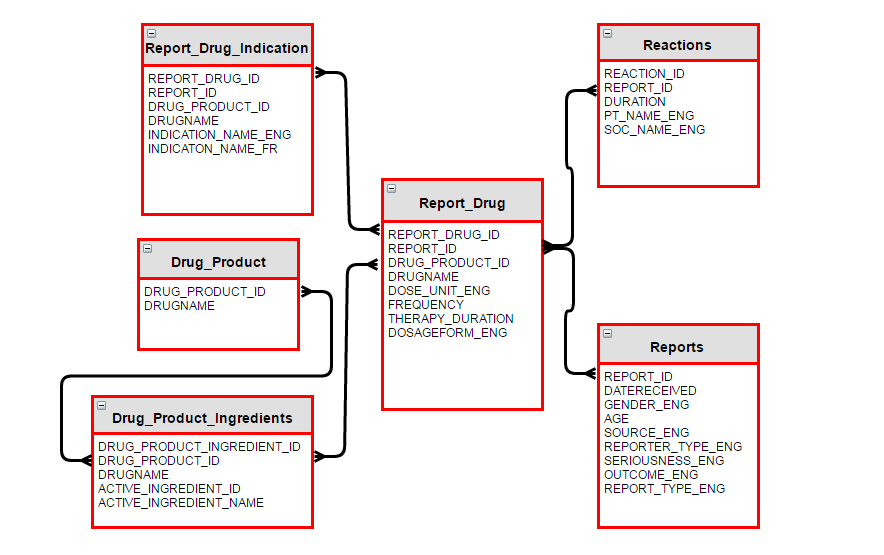 Report_Drug_Indication
REPORT_DRUG_ID
REPORT_ID
DRUG_PRODUCT_ID
DRUGNAME
INDICATION_NAME_ENG
INDICATON_NAME_FR
Reactions
REACTION_ID
REPORT_ID
DURATION
PT_NAME_ENG
SOC_NAME_ENG
Report_Drug
REPORT_DRUG_ID
REPORT_ID
DRUG_PRODUCT_ID
DRUGNAME
DOSE_UNIT_ENG
FREQUENCY
THERAPY_DURATION
DOSAGEFORM_ENG
Drug_Product
DRUG_PRODUCT_ID
DRUGNAME
Reports
REPORT_ID
DATERECEIVED
GENDER_ENG
AGE
SOURCE_ENG
REPORTER_TYPE_ENG
SERIOUSNESS_ENG
OUTCOME_ENG
REPORT_TYPE_ENG
Drug_Product_Ingredients
DRUG_PRODUCT_INGREDIENT_ID
DRUG_PRODUCT_ID
DRUGNAME
ACTIVE_INGREDIENT_ID
ACTIVE_INGREDIENT_NAME